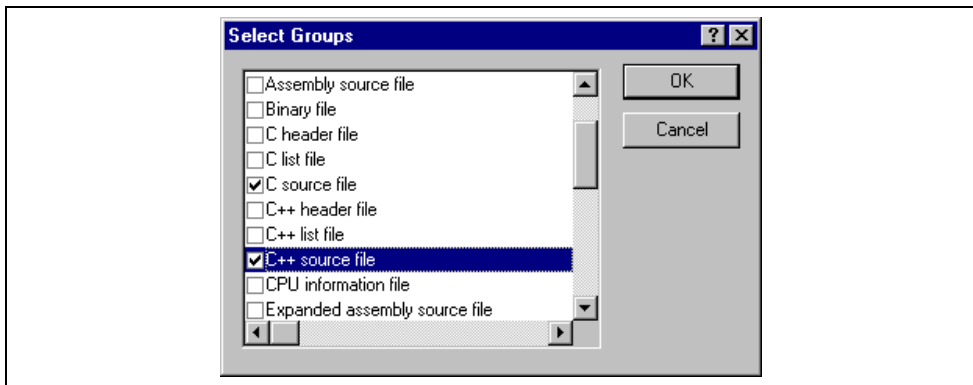 Select Groups
Assembly source file
Binary file
C header file
C list file
C source file
C++ header file
C++ list file
C++ source file
CPU information file
Expanded assembly source file
OK
Cancel